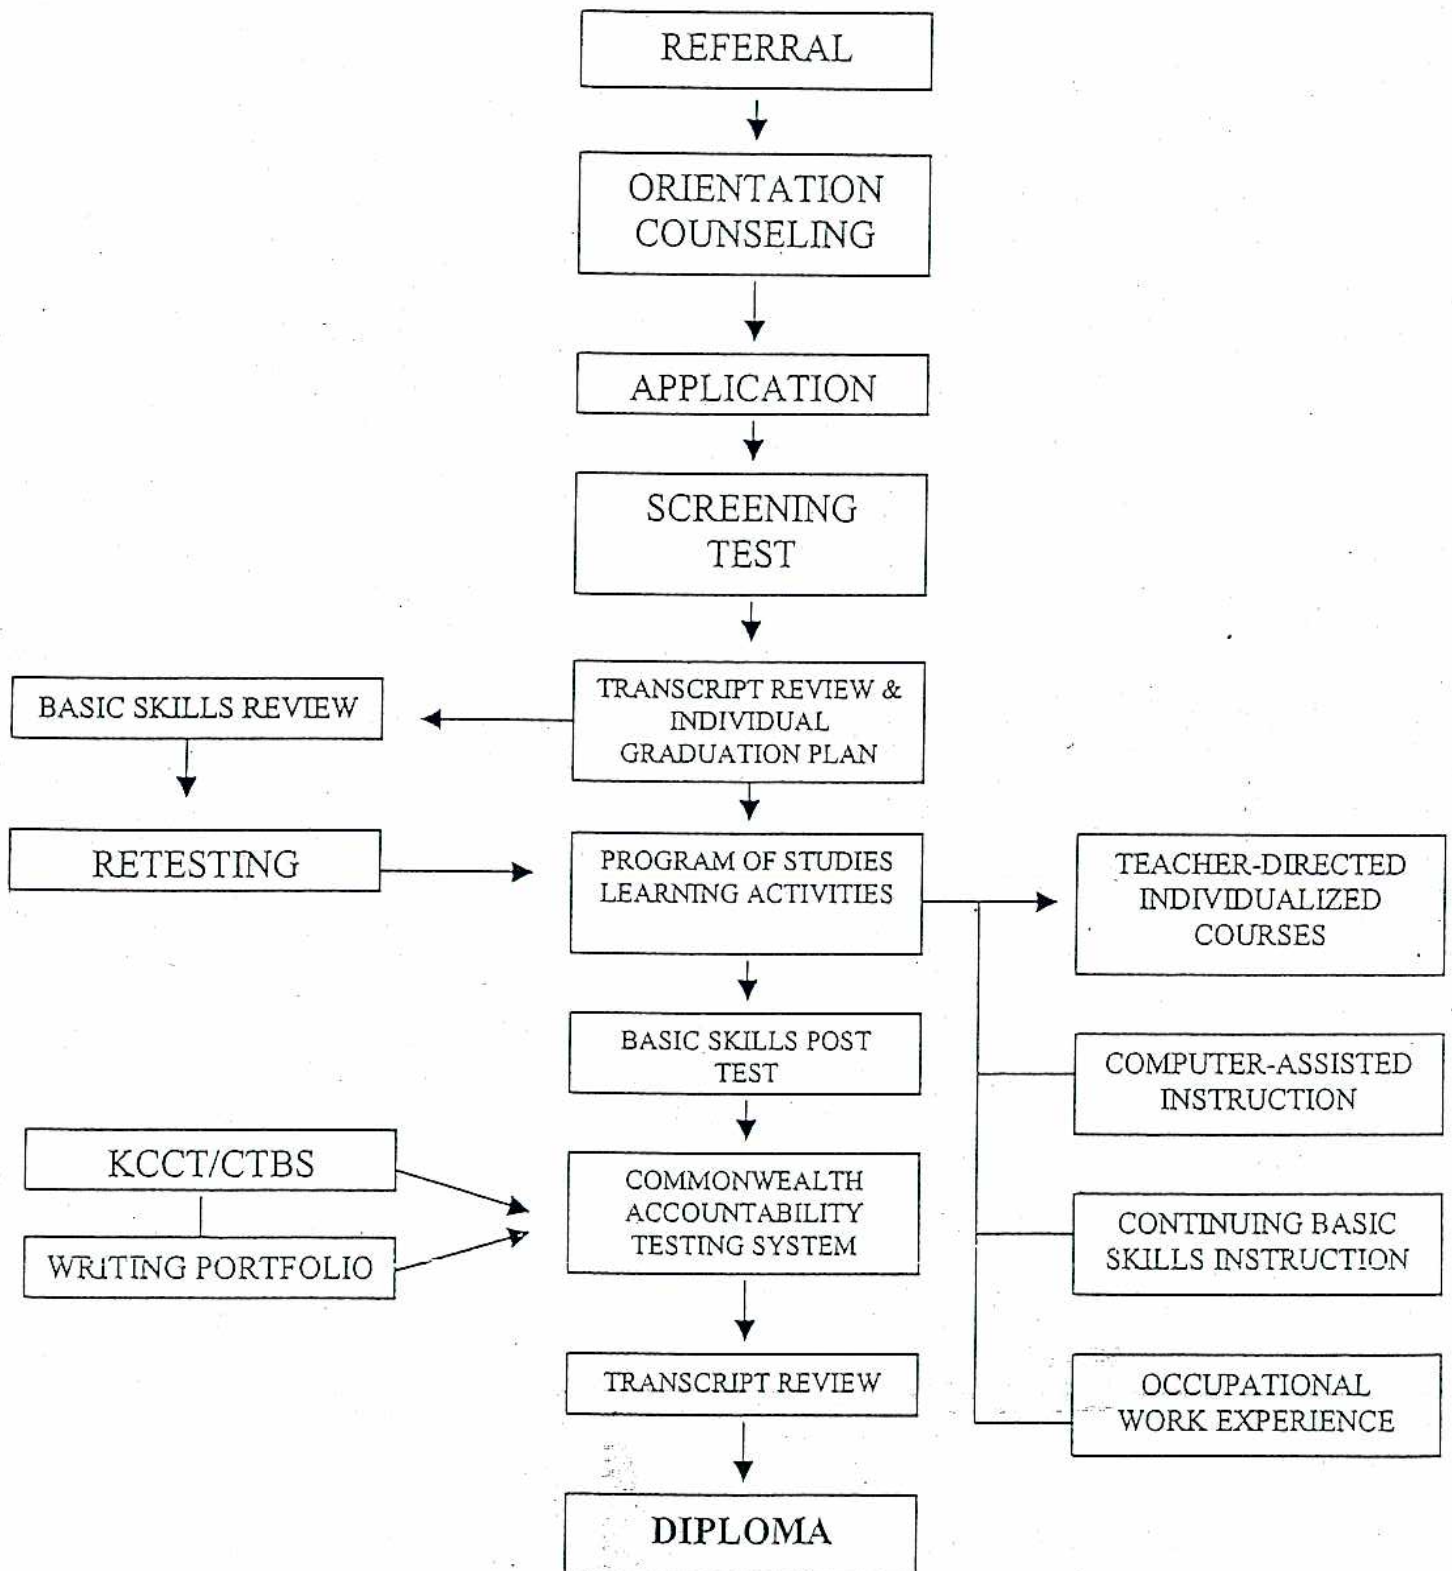 REFERRAL
ORIENTATION
COUNSELING
APPLICATION
SCREENING
TEST
TRANSCRIPT REVIEW &
INDIVIDUAL
GRADUATION PLAN
BASIC SKILLS REVIEW
RETESTING
PROGRAM OF STUDIES
LEARNING ACTIVITIES
TEACHER-DIRECTED
INDIVIDUALIZED
COURSES
BASIC SKILLS POST
TEST
COMPUTER-ASSISTED
INSTRUCTION
KCCT/CTBS
WRITING PORTFOLIO
COMMONWEALTH
ACCOUNTABILITY
TESTING SYSTEM
CONTINUING BASIC
SKILLS INSTRUCTION
TRANSCRIPT REVIEW
OCCUPATIONAL
WORK EXPERIENCE
DIPLOMA